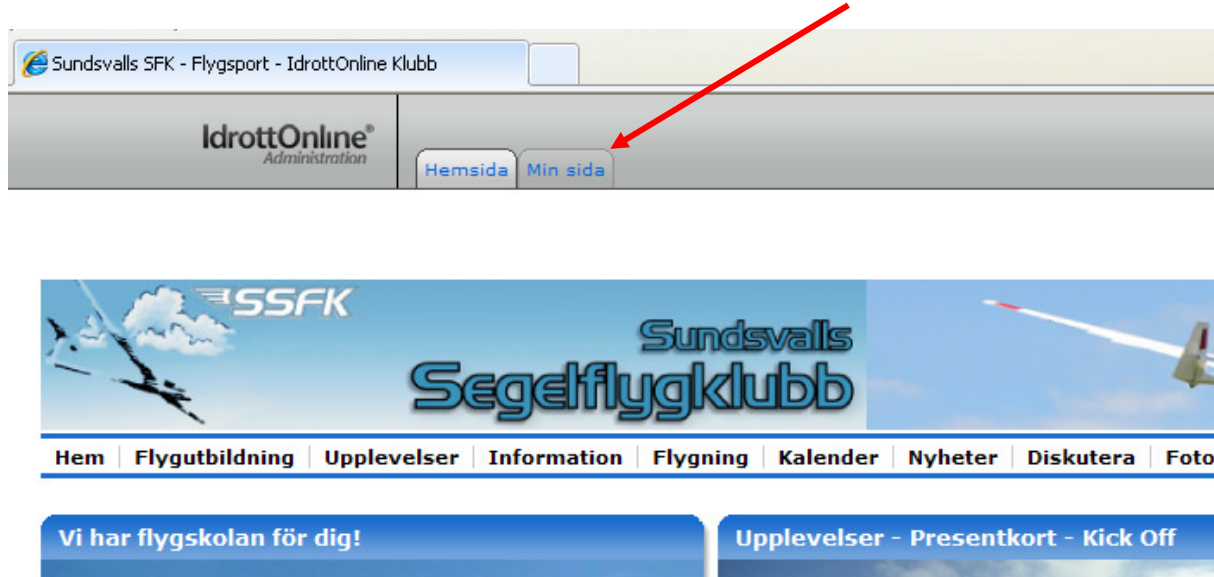 Sundsvalls SFK - Flygsport - IdrottOnline Klubb
IdrottOnline®
Administration
Hemsida Min sida
SSFK
Sundsvalls
Segelflygklubb
Hem Flygutbildning Upplevelser Information Flygning Kalender Nyheter Diskutera Foto
Vi har flygskolan för dig!
Upplevelser - Presentkort - Kick Off